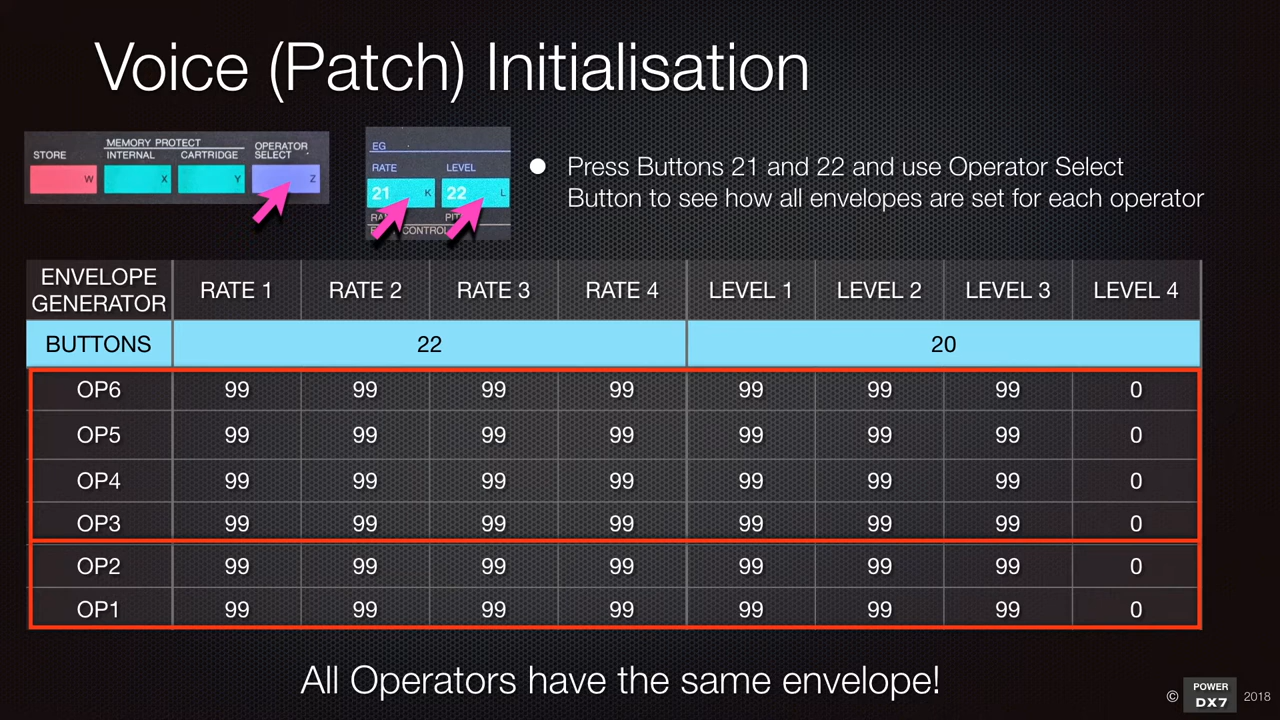 Voice (Patch) Initialisation
MEMORY PROTECT
OPERATOR
STORE INTERNAL CARTRIDGE SELECT
W X Y Z
EG
RATE LEVEL
21 K 22 L
● Press Buttons 21 and 22 and use Operator Select
Button to see how all envelopes are set for each operator
ENVELOPE
GENERATOR RATE 1 RATE 2 RATE 3 RATE 4 LEVEL 1 LEVEL 2 LEVEL 3 LEVEL 4
BUTTONS 22 20
OP6 99 99 99 99 99 99 99 0
OP5 99 99 99 99 99 99 99 0
OP4 99 99 99 99 99 99 99 0
OP3 99 99 99 99 99 99 99 0
OP2 99 99 99 99 99 99 99 0
OP1 99 99 99 99 99 99 99 0
All Operators have the same envelope!
© POWER DX7 2018